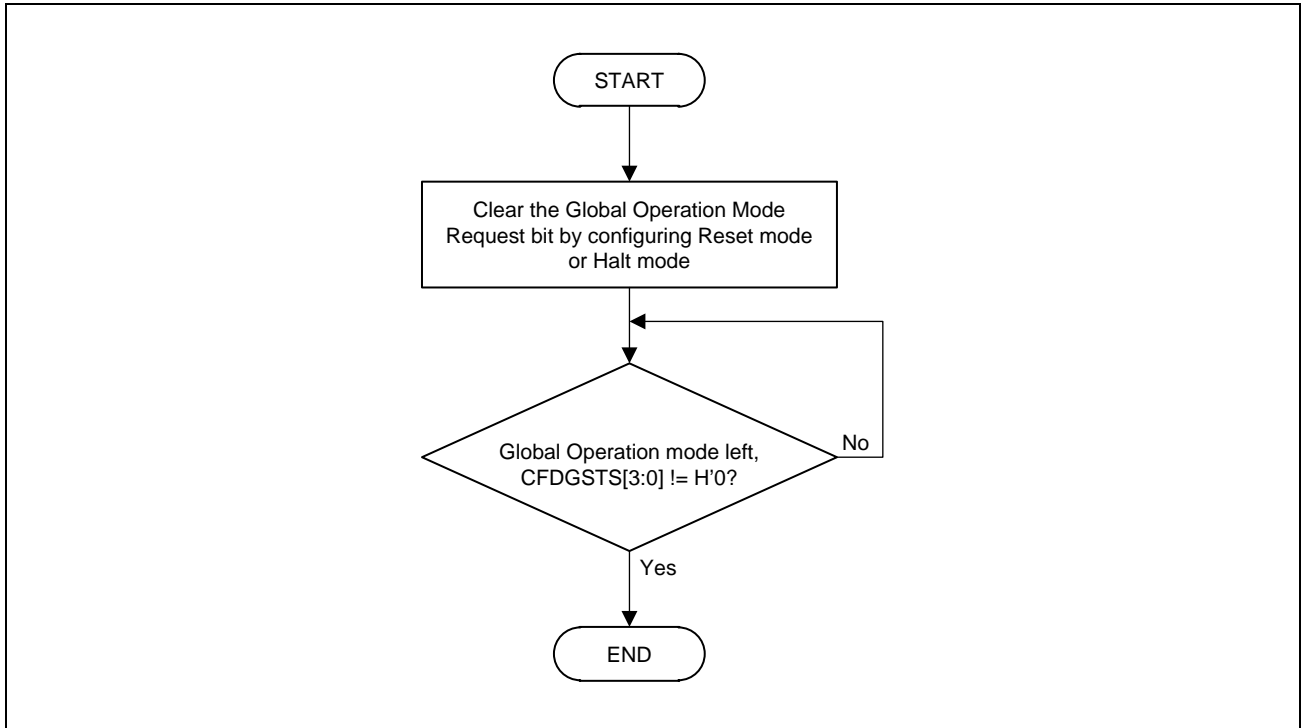 START
Clear the Global Operation Mode
Request bit by configuring Reset mode
or Halt mode
Global Operation mode left,
CFDGSTS[3:0] != H'0?
No
Yes
END